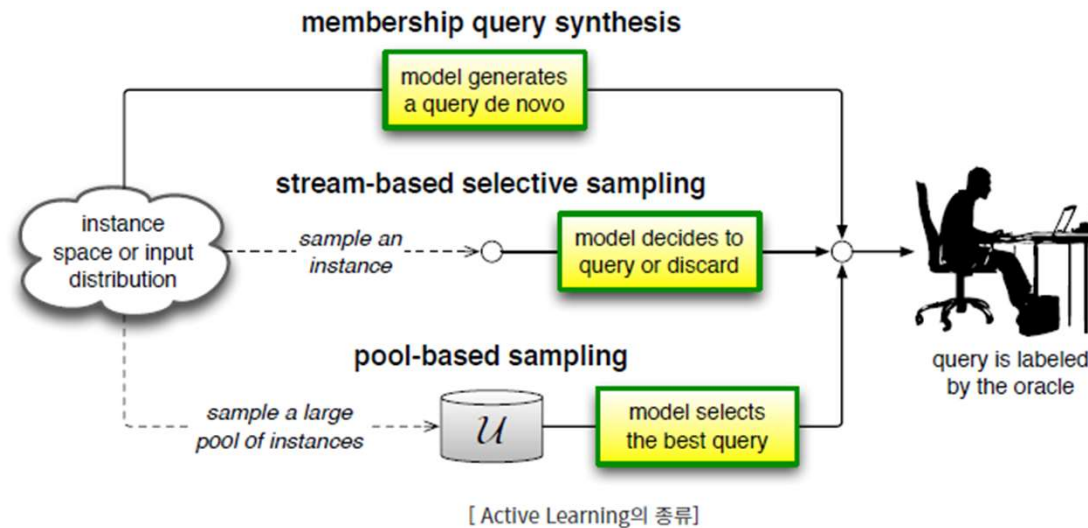 membership query synthesis
model generates
a query de novo
stream-based selective sampling
instance
space or input
distribution
sample an
instance
model decides to
query or discard
pool-based sampling
sample a large
pool of instances
U
model selects
the best query
query is labeled
by the oracle
[ Active Learning의 종류]